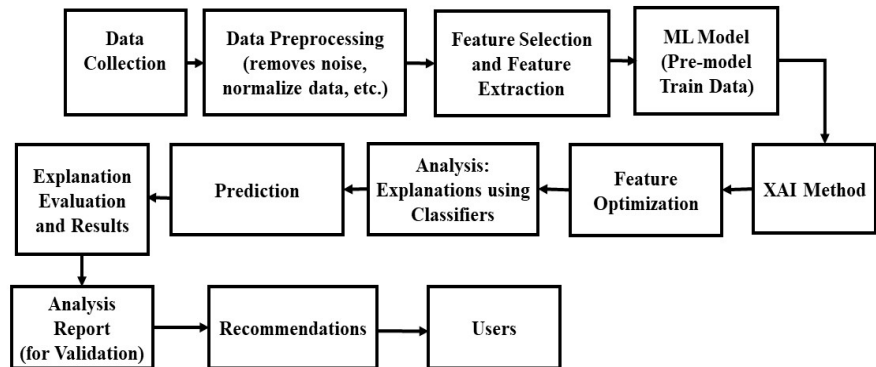 Data
Collection
Data Preprocessing
(removes noise,
normalize data, etc.)
Feature Selection
and Feature
Extraction
ML Model
(Pre-model
Train Data)
XAI Method
Feature
Optimization
Analysis:
Explanations using
Classifiers
Prediction
Explanation
Evaluation
and Results
Analysis
Report
(for Validation)
Recommendations
Users